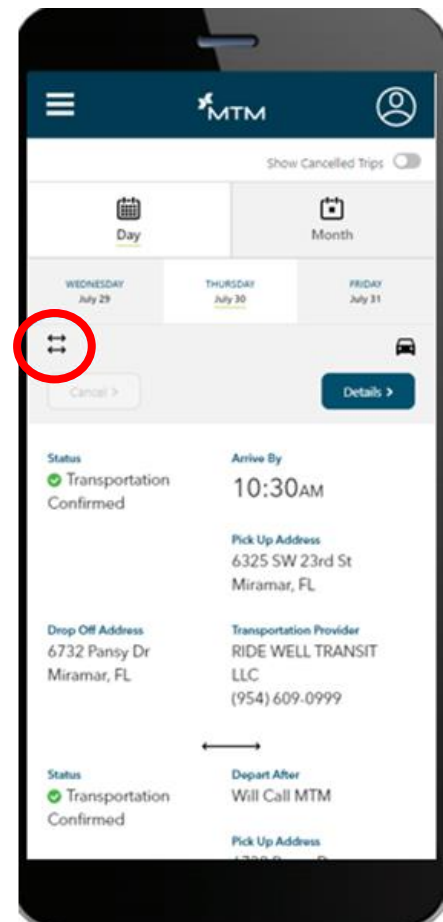 MTM
Show Cancelled Trips
Day
Month
WEDNESDAY
July 29
THURSDAY
July 30
FRIDAY
July 31
Cancel >
Details >
Status
Transportation
Confirmed
Arrive By
10:30AM
Pick Up Address
6325 SW 23rd St
Miramar, FL
Drop Off Address
6732 Pansy Dr
Miramar, FL
Transportation Provider
RIDE WELL TRANSIT
LLC
(954) 609-0999
Status
Transportation
Confirmed
Depart After
Will Call MTM
Pick Up Address